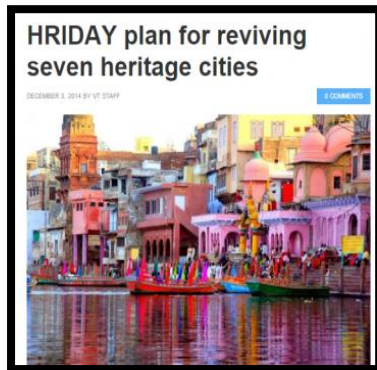 HRIDAY plan for reviving
seven heritage cities
DECEMBER 3, 2014 BY VT STAFF
0 COMMENTS